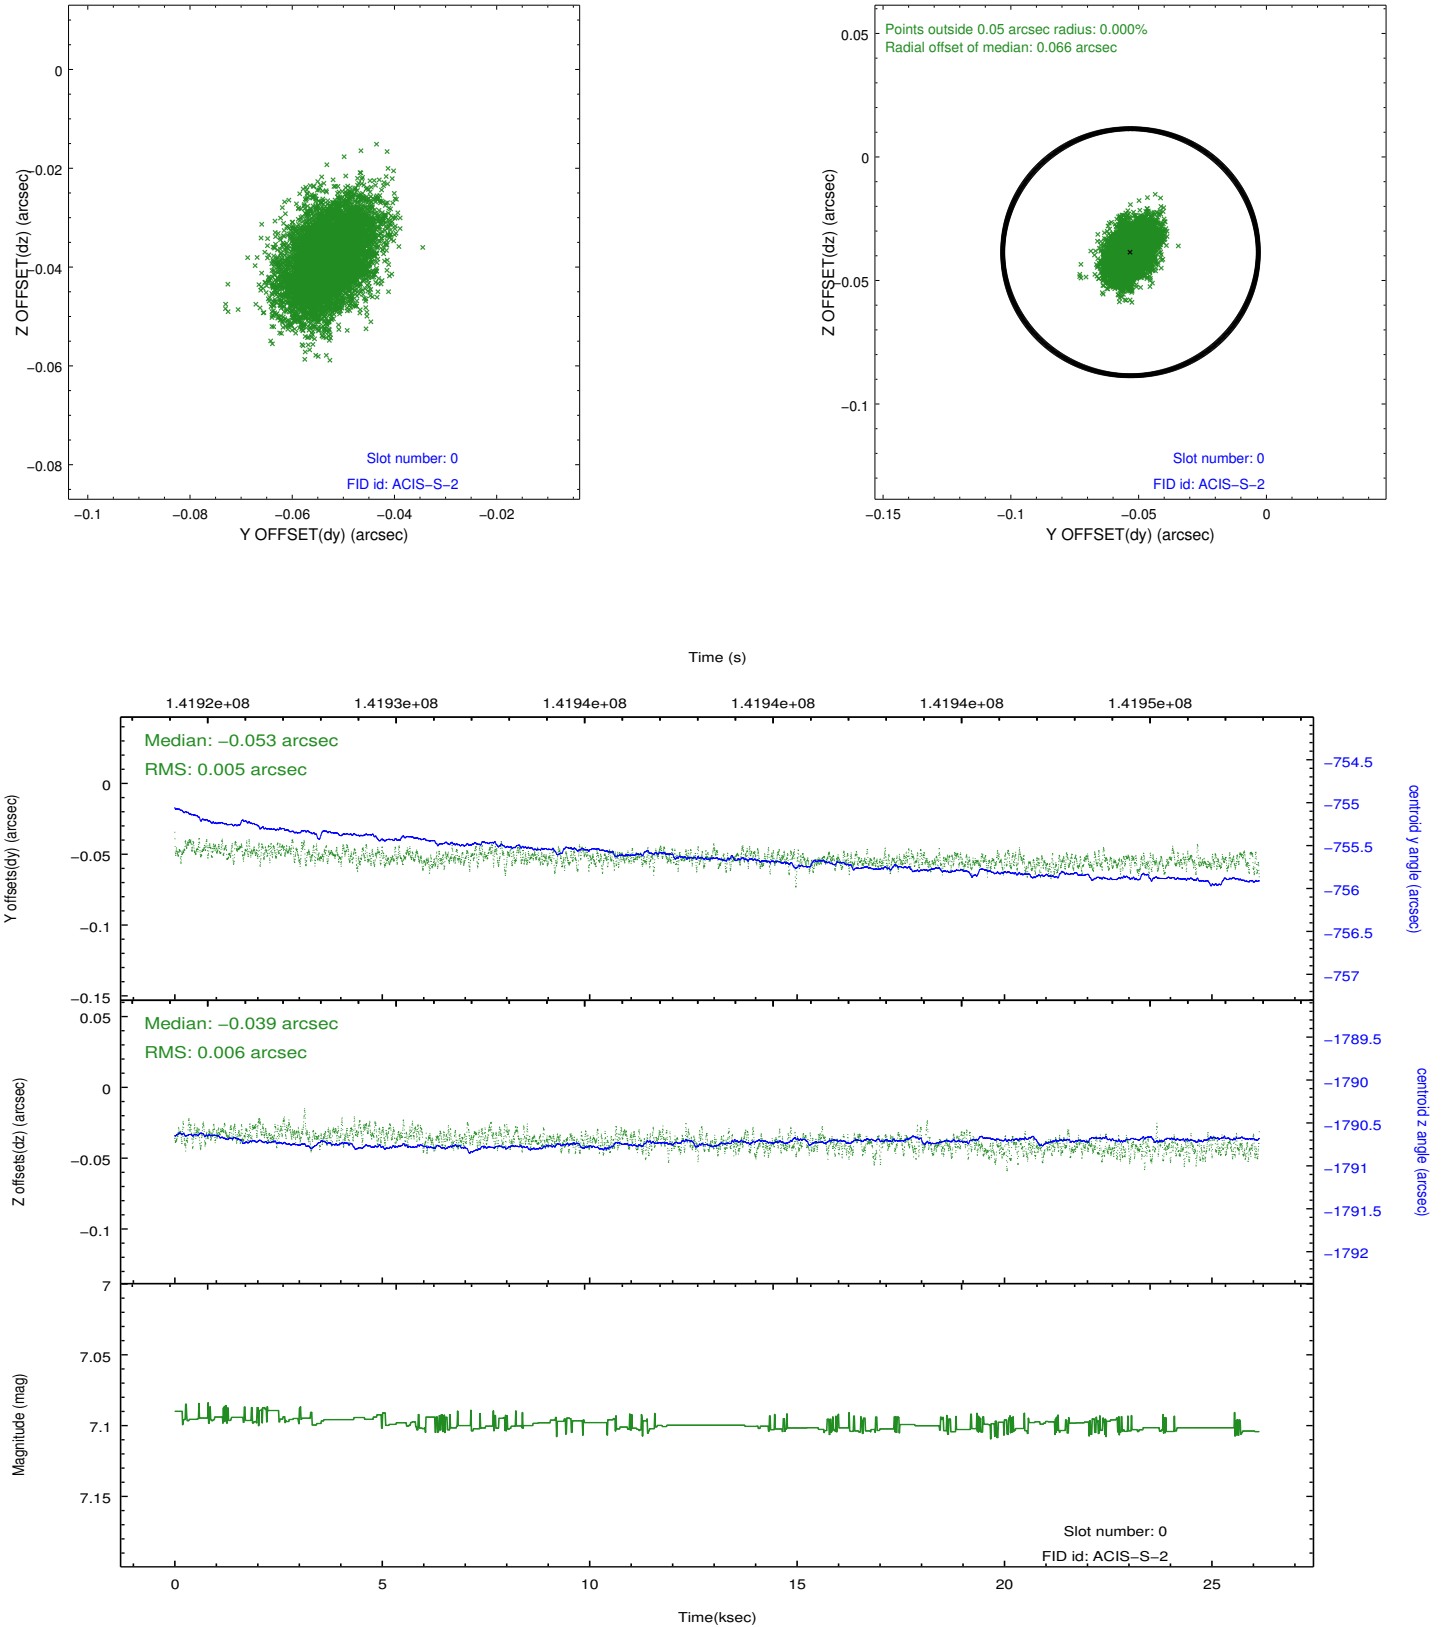 0
−0.02
−0.04
−0.06
−0.08
Z OFFSET(dz) (arcsec)
Slot number: 0
FID id: ACIS−S−2
−0.1
−0.08
−0.06
−0.04
−0.02
Y OFFSET(dy) (arcsec)
Points outside 0.05 arcsec radius: 0.000%
Radial offset of median: 0.066 arcsec
0.05
0
−0.05
−0.1
Z OFFSET(dz) (arcsec)
Slot number: 0
FID id: ACIS−S−2
−0.15
−0.1
−0.05
0
Y OFFSET(dy) (arcsec)
Time (s)
1.4192e+08
1.4193e+08
1.4194e+08
1.4194e+08
1.4194e+08
1.4195e+08
Median: −0.053 arcsec
RMS: 0.005 arcsec
0
−0.05
−0.1
−0.15
Y offsets(dy) (arcsec)
−754.5
−755
−755.5
−756
−756.5
−757
centroid y angle (arcsec)
Median: −0.039 arcsec
RMS: 0.006 arcsec
0.05
0
−0.05
−0.1
Z offsets(dz) (arcsec)
−1789.5
−1790
−1790.5
−1791
−1791.5
−1792
centroid z angle (arcsec)
7
7.05
7.1
7.15
Magnitude (mag)
Slot number: 0
FID id: ACIS−S−2
0
5
10
15
20
25
Time(ksec)